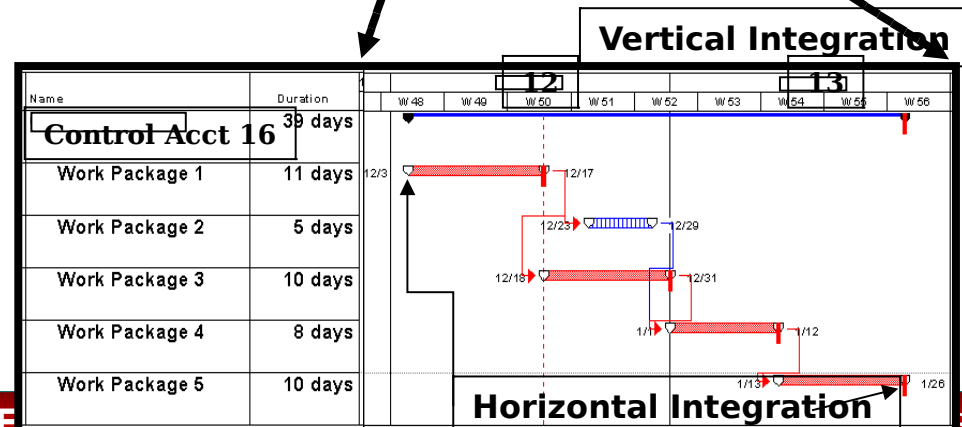 Vertical Integration
12 13
Name Duration W 48 W 49 W 50 W 51 W 52 W 53 W 54 W 55 W 56
Control Acct 16 39 days
Work Package 1 11 days 12/3 12/17
Work Package 2 5 days 12/23 12/29
Work Package 3 10 days 12/18 12/31
Work Package 4 8 days 1/1 1/12
Work Package 5 10 days 1/13 1/26
Horizontal Integration